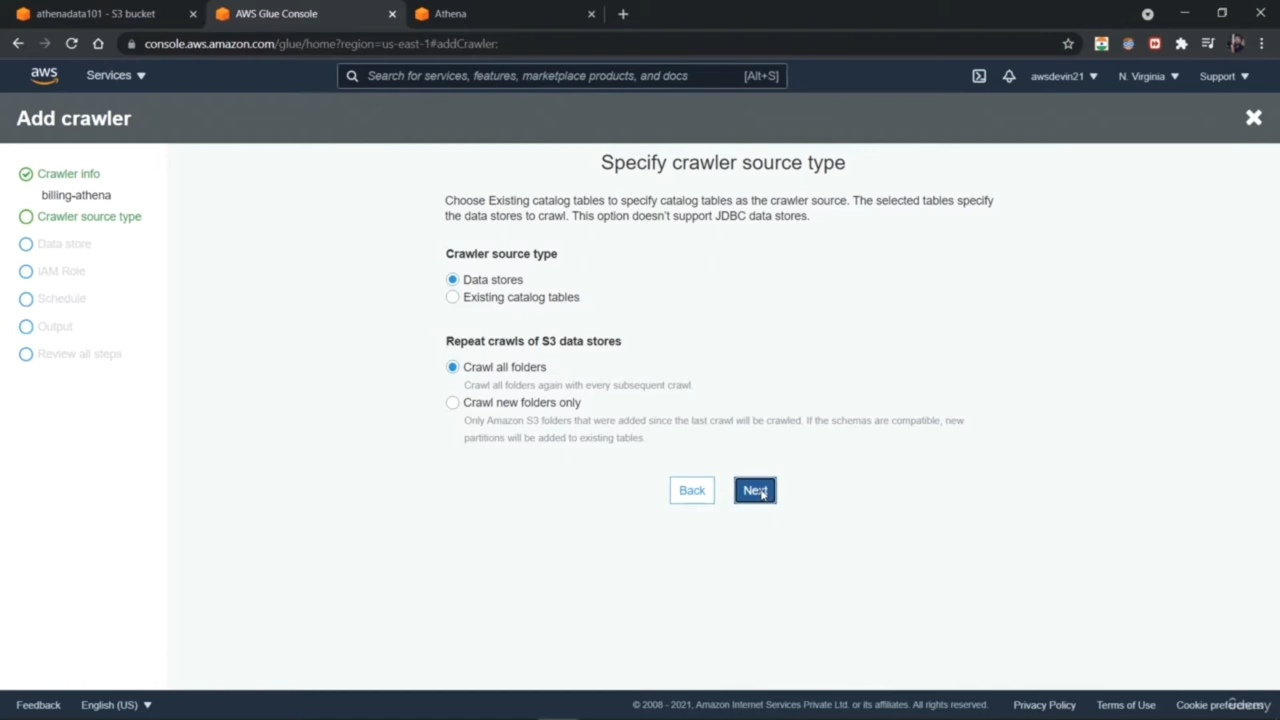 athenadata101 - S3 bucket
AWS Glue Console
Athena
console.aws.amazon.com/glue/home?region=us-east-1#addCrawler:
aws
Services
Search for services, features, marketplace products, and docs
[Alt+S]
awsdevin21
N. Virginia
Support
Add crawler
Crawler info
billing-athena
Crawler source type
Data store
IAM Role
Schedule
Output
Review all steps
Specify crawler source type
Choose Existing catalog tables to specify catalog tables as the crawler source. The selected tables specify
the data stores to crawl. This option doesn't support JDBC data stores.
Crawler source type
Data stores
Existing catalog tables
Repeat crawls of S3 data stores
Crawl all folders
Crawl all folders again with every subsequent crawl.
Crawl new folders only
Only Amazon S3 folders that were added since the last crawl will be crawled. If the schemas are compatible, new
partitions will be added to existing tables.
Back
Next
Feedback
English (US)
© 2008 - 2021, Amazon Internet Services Private Ltd. or its affiliates. All rights reserved.
Privacy Policy
Terms of Use
Cookie preferences
Udemy